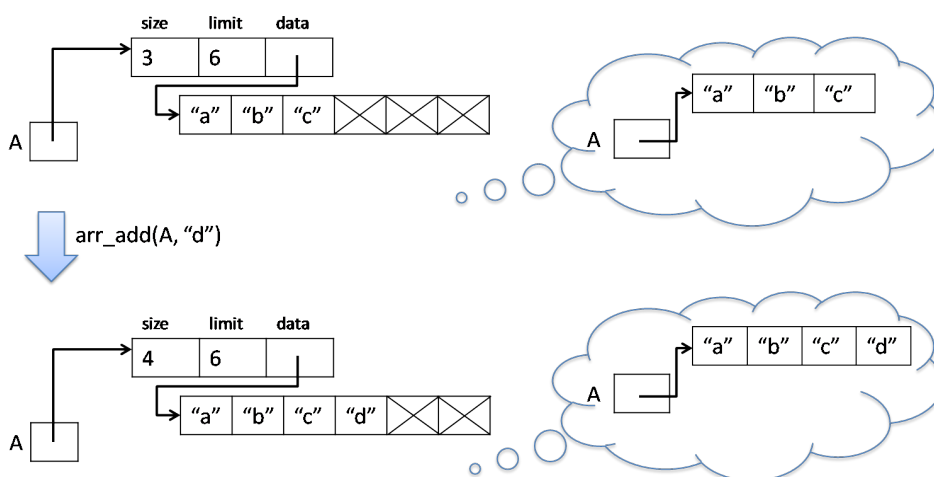 size limit data
3 6
“a” “b” “c”
A
“a” “b” “c”
A
arr_add(A, “d”)
size limit data
4 6
“a” “b” “c” “d”
A
“a” “b” “c” “d”
A